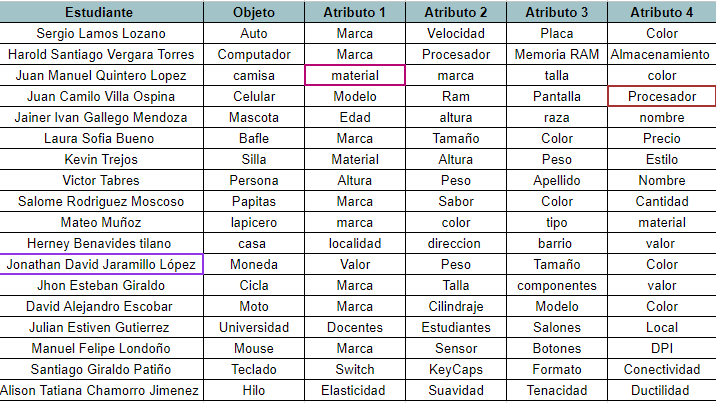 Estudiante Objeto Atributo 1 Atributo 2 Atributo 3 Atributo 4
Sergio Lamos Lozano Auto Marca Velocidad Placa Color
Harold Santiago Vergara Torres Computador Marca Procesador Memoria RAM Almacenamiento
Juan Manuel Quintero Lopez camisa material marca talla color
Juan Camilo Villa Ospina Celular Modelo Ram Pantalla Procesador
Jainer Ivan Gallego Mendoza Mascota Edad altura raza nombre
Laura Sofia Bueno Bafle Marca Tamaño Color Precio
Kevin Trejos Silla Material Altura Peso Estilo
Victor Tabres Persona Altura Peso Apellido Nombre
Salome Rodriguez Moscoso Papitas Marca Sabor Color Cantidad
Mateo Muñoz lapicero marca color tipo material
Herney Benavides tilano casa localidad direccion barrio valor
Jonathan David Jaramillo López Moneda Valor Peso Tamaño Color
Jhon Esteban Giraldo Cicla Marca Talla componentes valor
David Alejandro Escobar Moto Marca Cilindraje Modelo Color
Julian Estiven Gutierrez Universidad Docentes Estudiantes Salones Local
Manuel Felipe Londoño Mouse Marca Sensor Botones DPI
Santiago Giraldo Patiño Teclado Switch KeyCaps Formato Conectividad
Alison Tatiana Chamorro Jimenez Hilo Elasticidad Suavidad Tenacidad Ductilidad